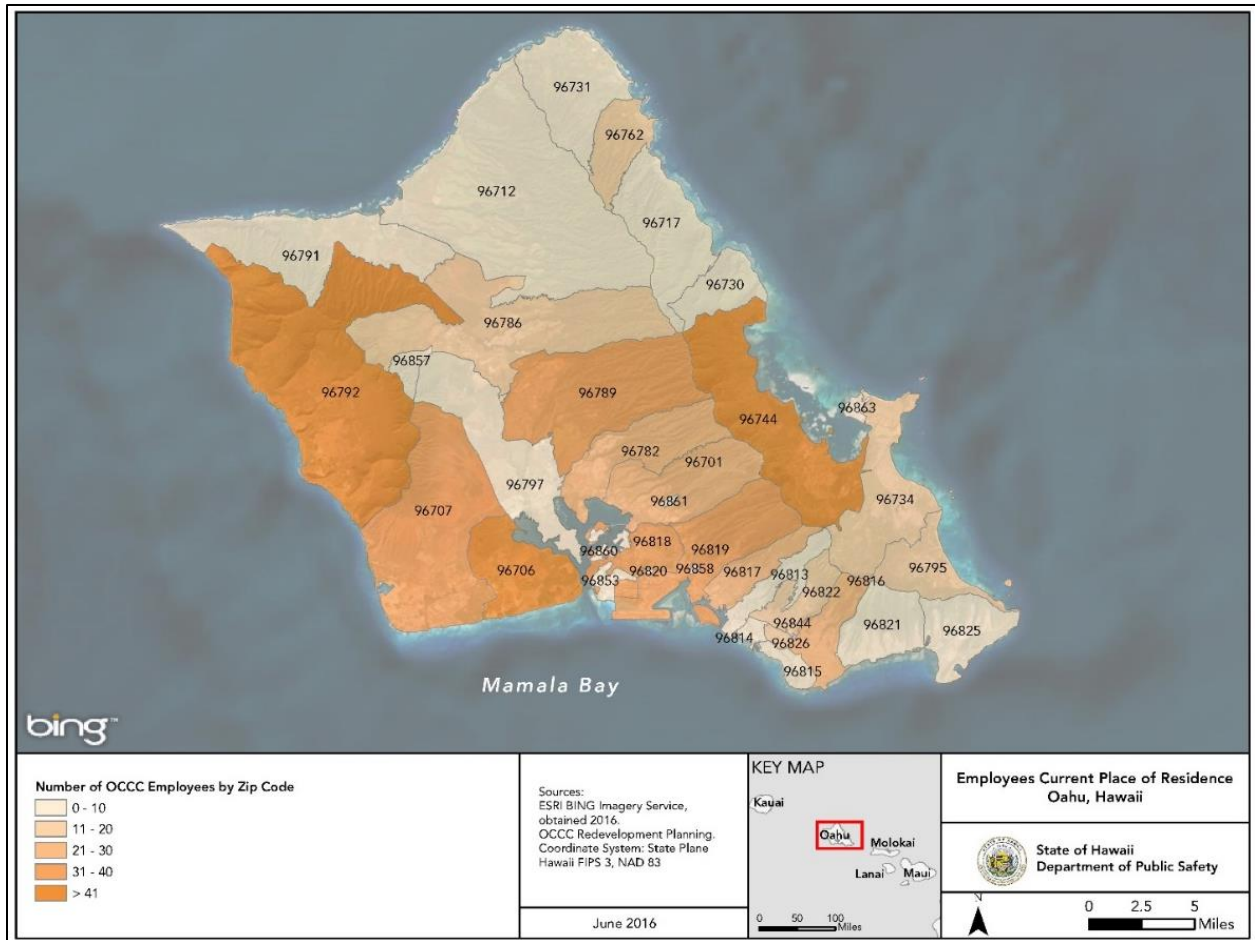 96731
96762
96712
96717
96791
96730
96786
96857
96792
96789
96744
96863
96782
96701
96797
96861
96734
96707
96818
96860
96819
96706
96820
96858
96817
96813
96816
96795
96853
96822
96844
96821
96825
96814
96826
96815
Mamala Bay
bing™
Number of OCCC Employees by Zip Code
0 - 10
11 - 20
21 - 30
31 - 40
> 41
Sources:
ESRI BING Imagery Service,
obtained 2016.
OCCC Redevelopment Planning.
Coordinate System: State Plane
Hawaii FIPS 3, NAD 83
June 2016
KEY MAP
Kauai
Oahu
Molokai
Lanai
Maui
0 50 100
Miles
Employees Current Place of Residence
Oahu, Hawaii
State of Hawaii
Department of Public Safety
N
0 2.5 5
Miles